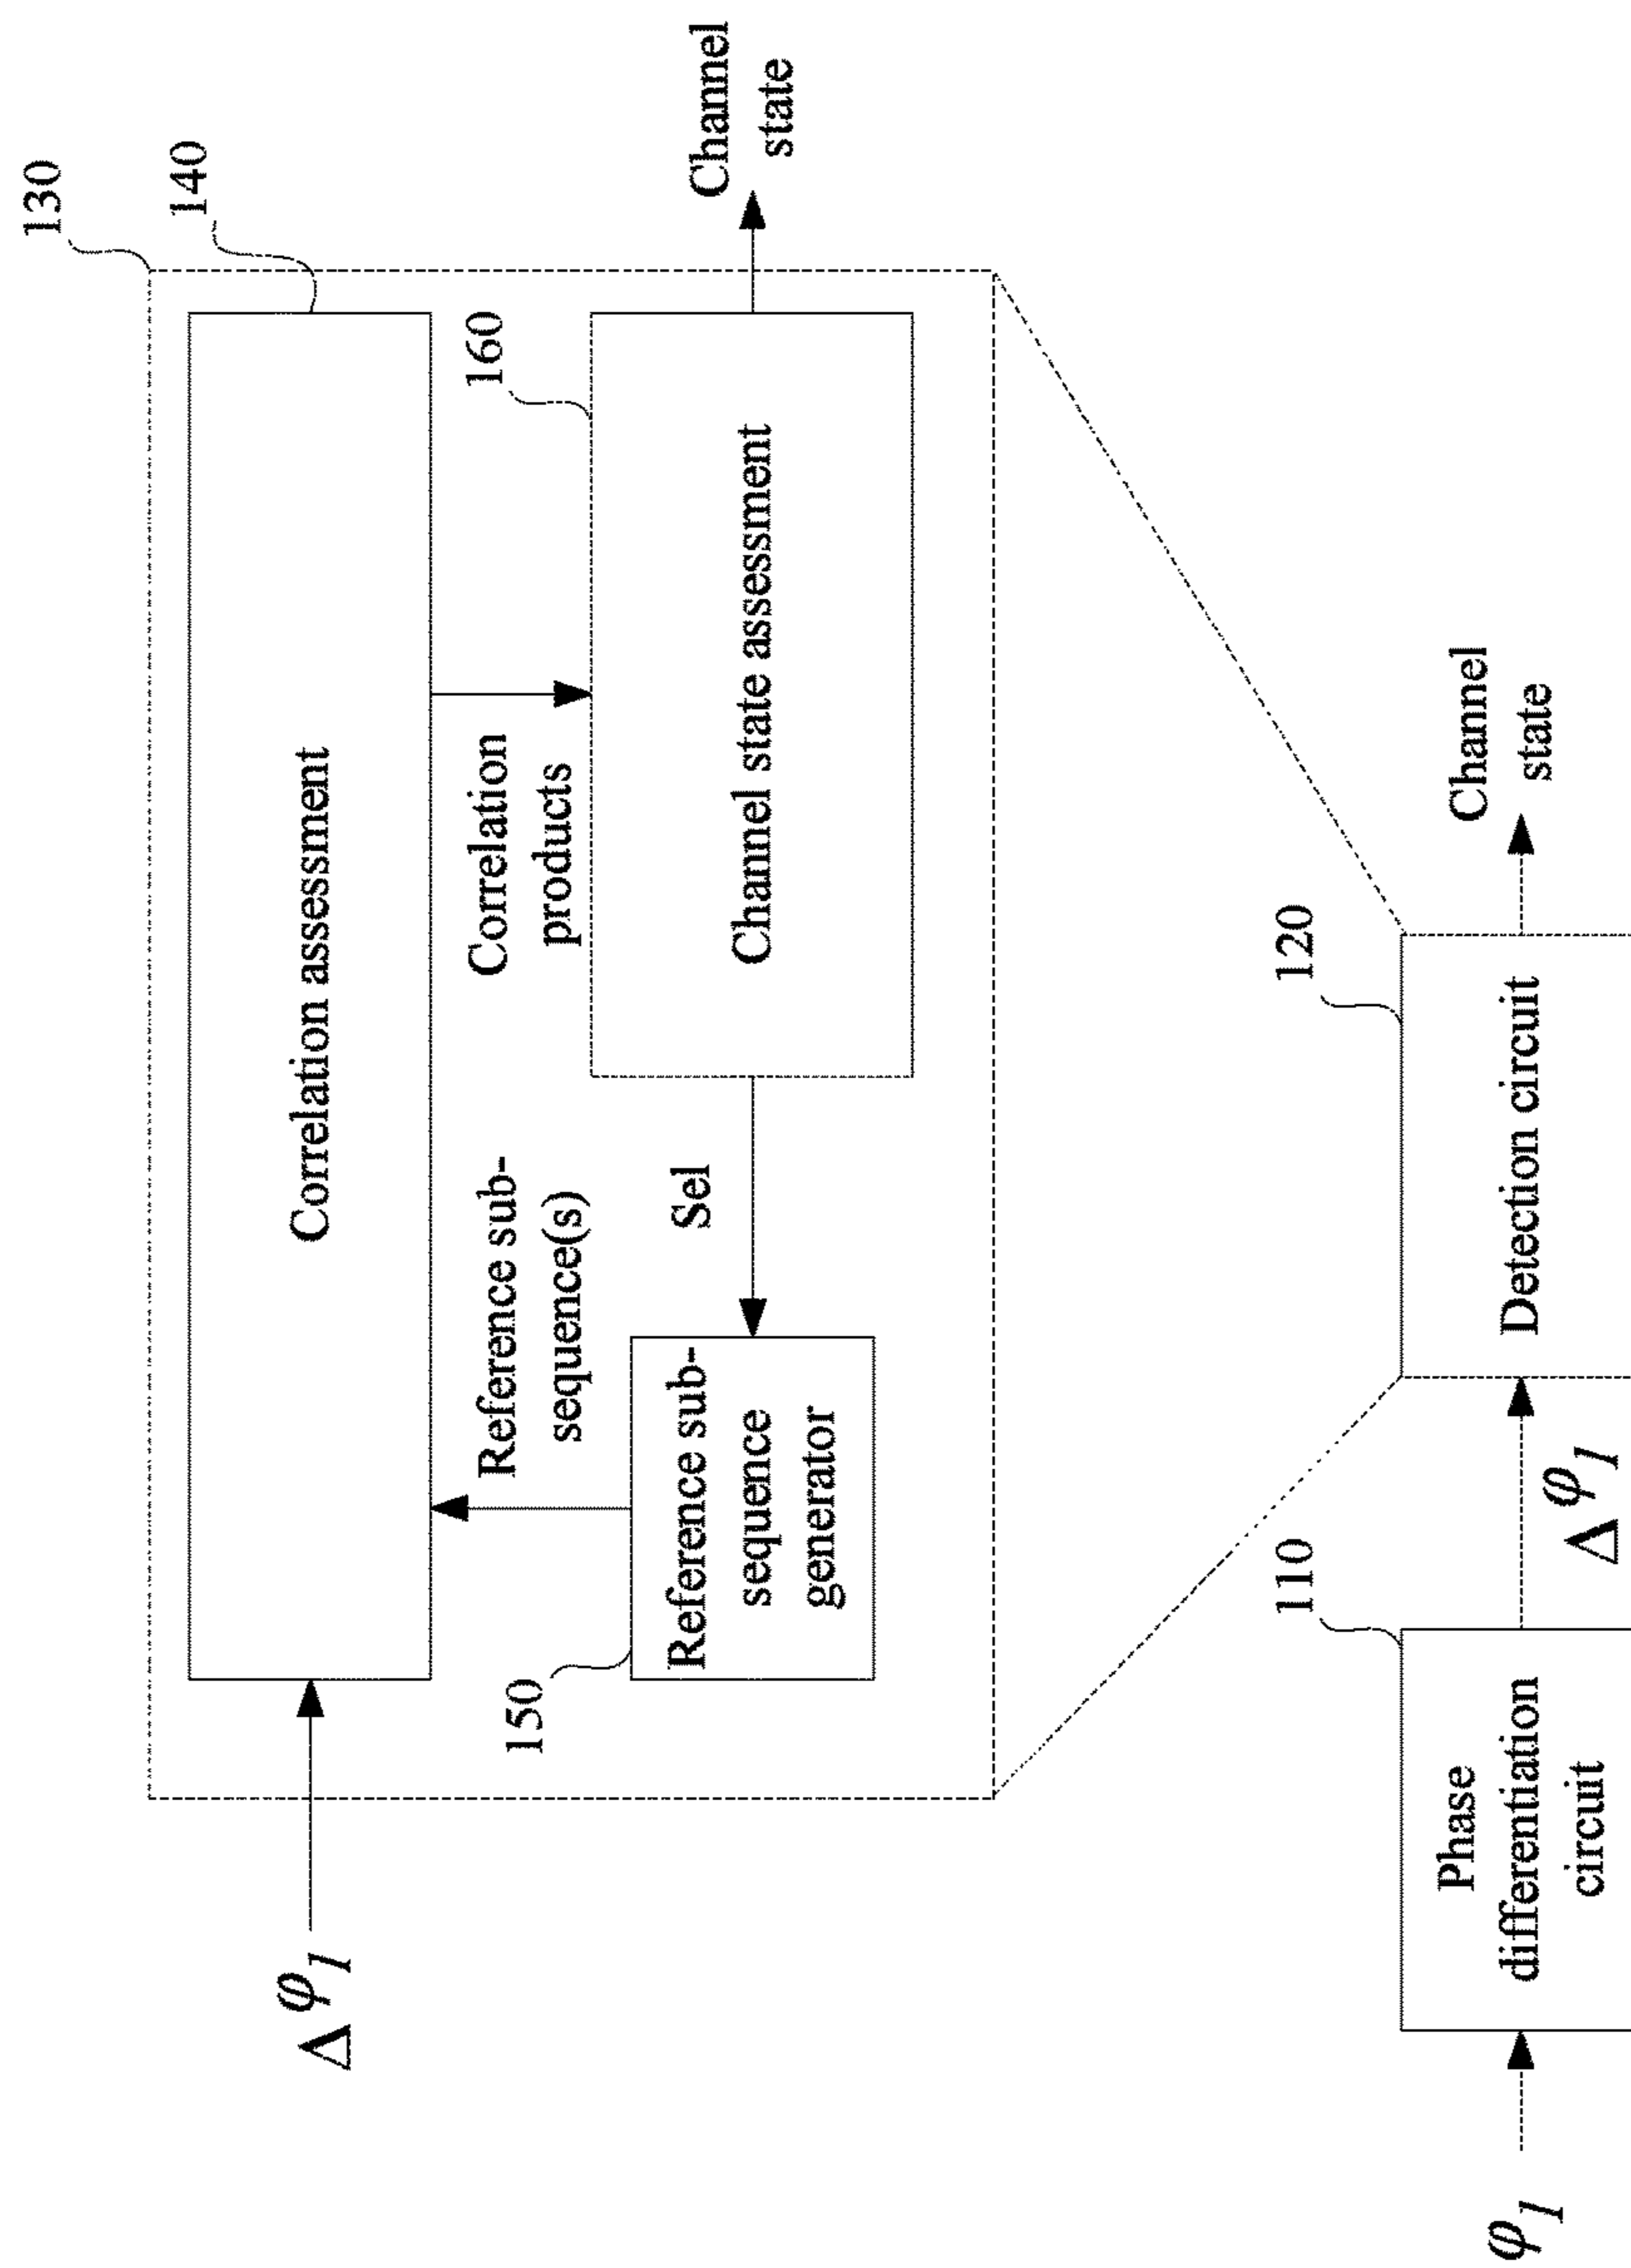 130
140
Δφ1
Correlation assessment
Reference sub-
sequence(s)
Correlation
products
160
150
Reference sub-
sequence
generator
Sel
Channel state assessment
Channel
state
110
120
φ1
Phase
differentiation
circuit
Δφ1
Detection circuit
Channel
state